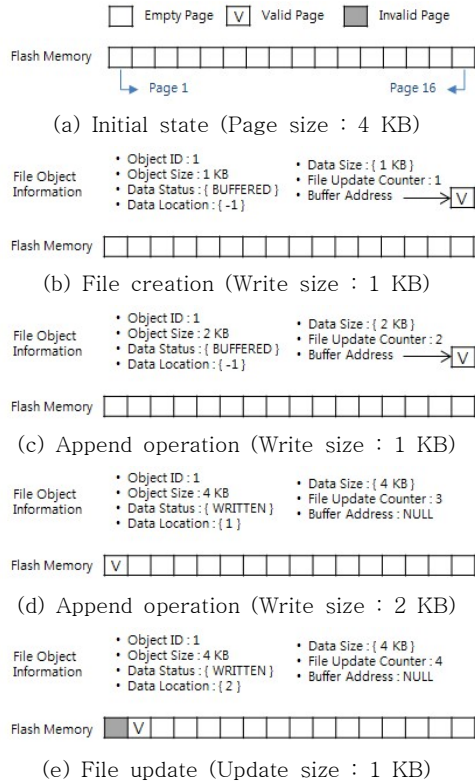 Empty Page V Valid Page Invalid Page
Flash Memory
Page 1 Page 16
(a) Initial state (Page size : 4 KB)
File Object Information
• Object ID : 1
• Object Size : 1 KB
• Data Status : { BUFFERED }
• Data Location : { -1 }
• Data Size : { 1 KB }
• File Update Counter : 1
• Buffer Address V
Flash Memory
(b) File creation (Write size : 1 KB)
File Object Information
• Object ID : 1
• Object Size : 2 KB
• Data Status : { BUFFERED }
• Data Location : { -1 }
• Data Size : { 2 KB }
• File Update Counter : 2
• Buffer Address V
Flash Memory
(c) Append operation (Write size : 1 KB)
File Object Information
• Object ID : 1
• Object Size : 4 KB
• Data Status : { WRITTEN }
• Data Location : { 1 }
• Data Size : { 4 KB }
• File Update Counter : 3
• Buffer Address : NULL
Flash Memory V
(d) Append operation (Write size : 2 KB)
File Object Information
• Object ID : 1
• Object Size : 4 KB
• Data Status : { WRITTEN }
• Data Location : { 2 }
• Data Size : { 4 KB }
• File Update Counter : 4
• Buffer Address : NULL
Flash Memory V
(e) File update (Update size : 1 KB)